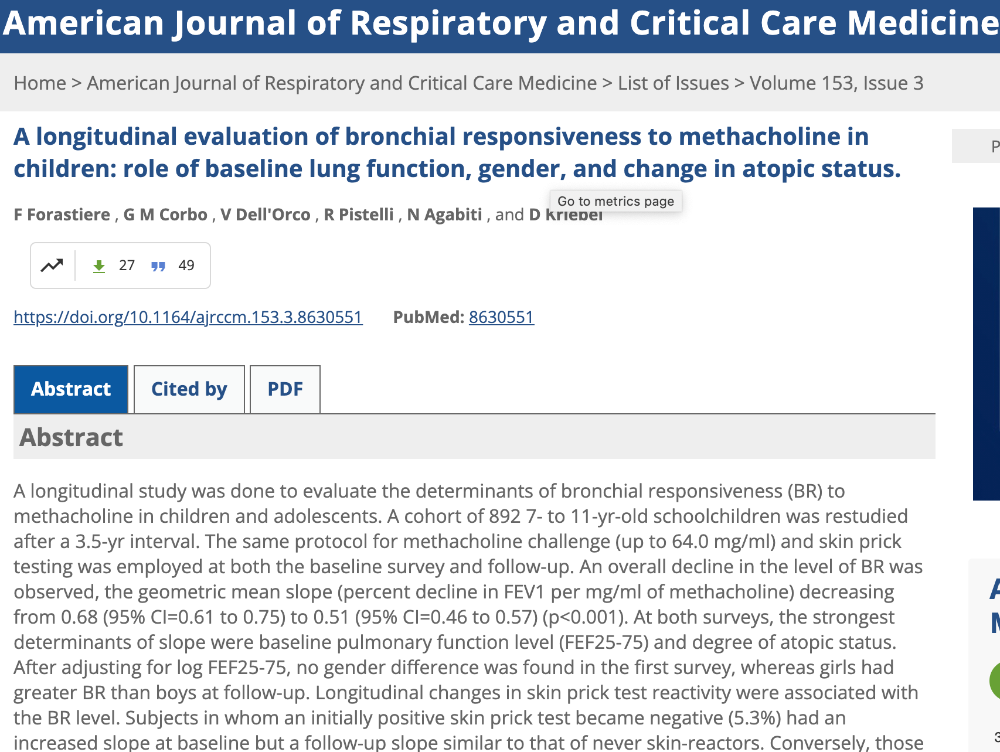 American Journal of Respiratory and Critical Care Medicine
Home > American Journal of Respiratory and Critical Care Medicine > List of Issues > Volume 153, Issue 3
A longitudinal evaluation of bronchial responsiveness to methacholine in
children: role of baseline lung function, gender, and change in atopic status.
Go to metrics page
F Forastiere , G M Corbo , V Dell'Orco , R Pistelli , N Agabiti , and D Kriebel
27 49
https://doi.org/10.1164/ajrccm.153.3.8630551 PubMed: 8630551
Abstract Cited by PDF
Abstract
A longitudinal study was done to evaluate the determinants of bronchial responsiveness (BR) to
methacholine in children and adolescents. A cohort of 892 7- to 11-yr-old schoolchildren was restudied
after a 3.5-yr interval. The same protocol for methacholine challenge (up to 64.0 mg/ml) and skin prick
testing was employed at both the baseline survey and follow-up. An overall decline in the level of BR was
observed, the geometric mean slope (percent decline in FEV1 per mg/ml of methacholine) decreasing
from 0.68 (95% CI=0.61 to 0.75) to 0.51 (95% CI=0.46 to 0.57) (p<0.001). At both surveys, the strongest
determinants of slope were baseline pulmonary function level (FEF25-75) and degree of atopic status.
After adjusting for log FEF25-75, no gender difference was found in the first survey, whereas girls had
greater BR than boys at follow-up. Longitudinal changes in skin prick test reactivity were associated with
the BR level. Subjects in whom an initially positive skin prick test became negative (5.3%) had an
increased slope at baseline but a follow-up slope similar to that of never skin-reactors. Conversely, those